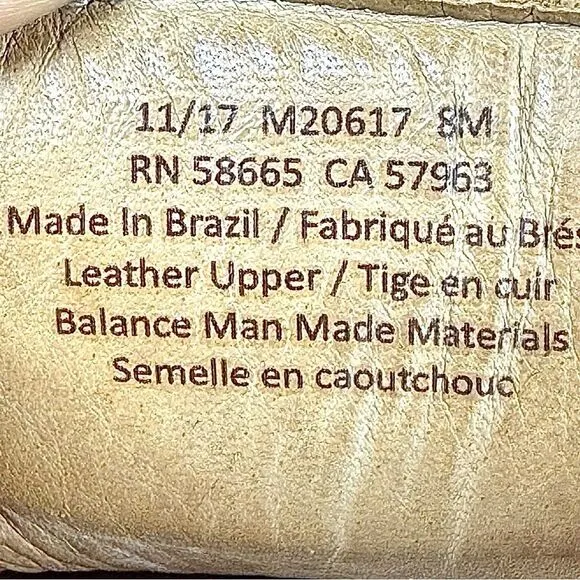 11/17 M20617 8M
RN 58665 CA 57963
Made In Brazil / Fabriqué au Brés
Leather Upper / Tige en cuir
Balance Man Made Materials
Semelle en caoutchouc